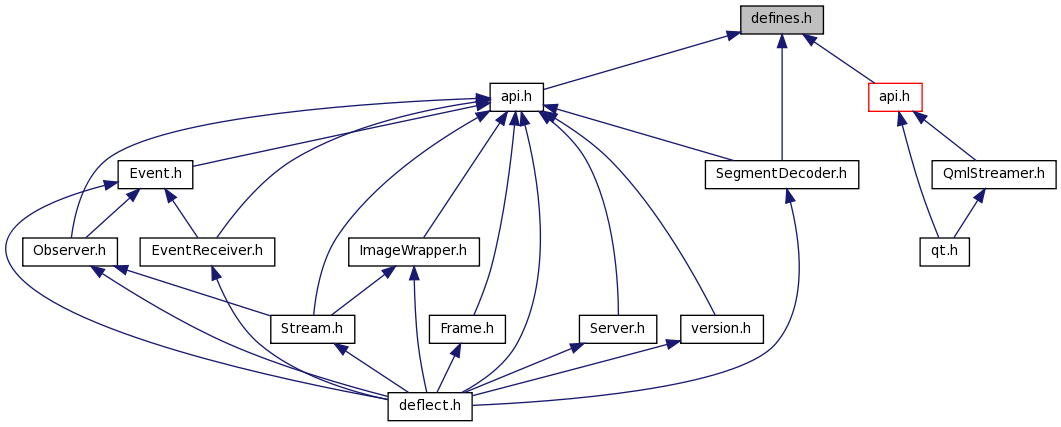 defines.h
api.h
api.h
Event.h
SegmentDecoder.h
QmlStreamer.h
Observer.h
EventReceiver.h
ImageWrapper.h
qt.h
Stream.h
Frame.h
Server.h
version.h
deflect.h